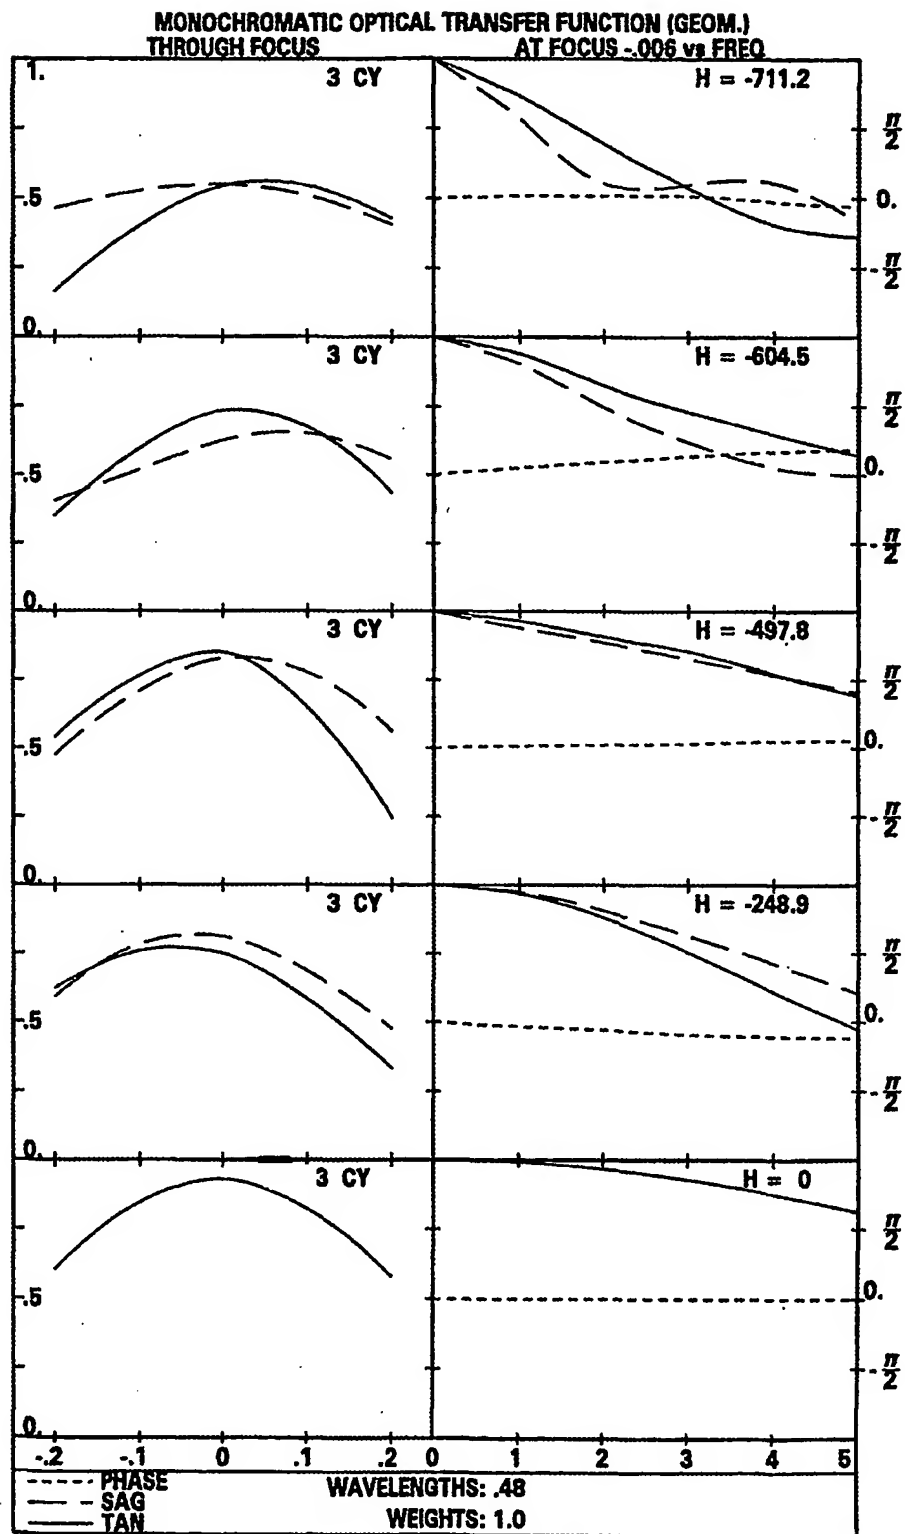 MONOCHROMATIC OPTICAL TRANSFER FUNCTION (GEOM.)
THROUGH FOCUS AT FOCUS -.006 vs FREQ
1. 3 CY H = -711.2
π/2
.5 0.
-π/2
0.
3 CY H = -604.5
π/2
.5 0.
-π/2
0.
3 CY H = -497.8
π/2
.5 0.
-π/2
0.
3 CY H = -248.9
π/2
.5 0.
-π/2
0.
3 CY H = 0
π/2
.5 0.
-π/2
0.
-.2 -.1 0 .1 .2 0 1 2 3 4 5
PHASE WAVELENGTHS: .48
SAG
TAN WEIGHTS: 1.0